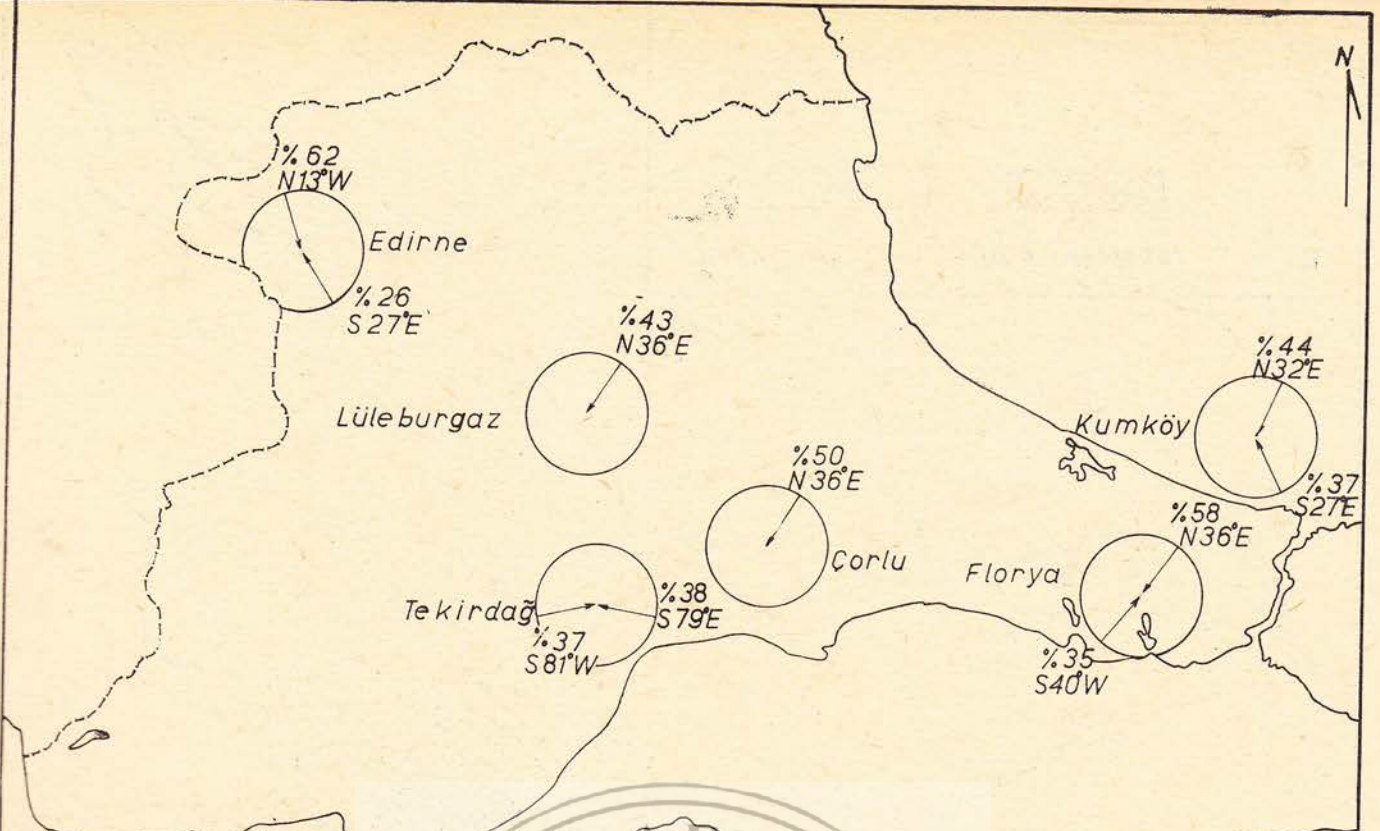 N
%62
N13°W
Edirne
%26
S27°E
%43
N36°E
Lüleburgaz
%44
N32°E
Kumköy
%37
S27°E
%50
N36°E
Çorlu
%58
N36°E
Florya
%35
S40°W
Tekirdağ
%38
S79°E
%37
S81°W